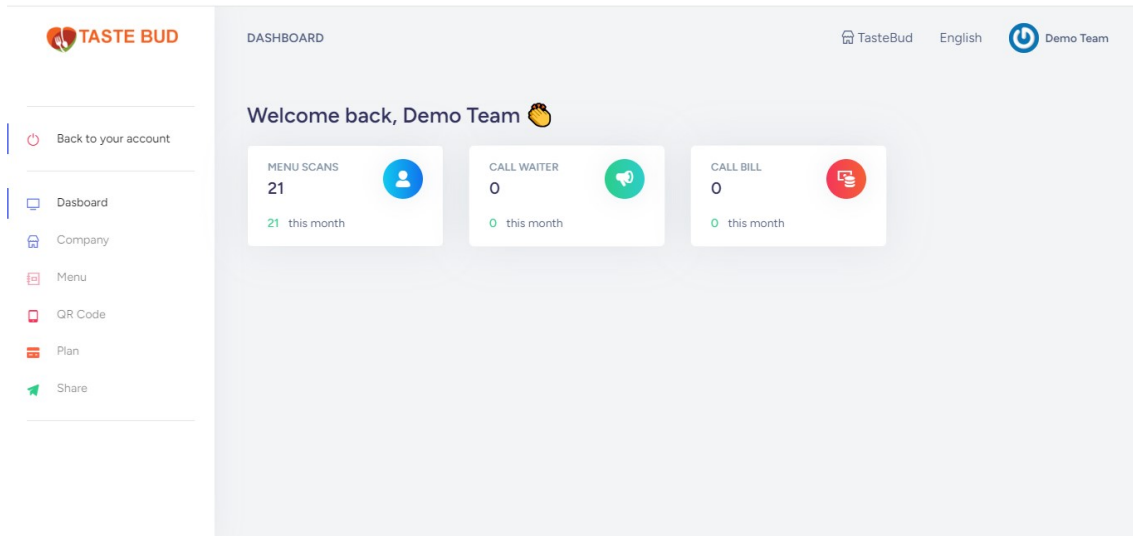 TASTE BUD
DASHBOARD
TasteBud
English
Demo Team
Back to your account
Dasboard
Company
Menu
QR Code
Plan
Share
Welcome back, Demo Team 👏
MENU SCANS
21
21 this month
CALL WAITER
0
0 this month
CALL BILL
0
0 this month